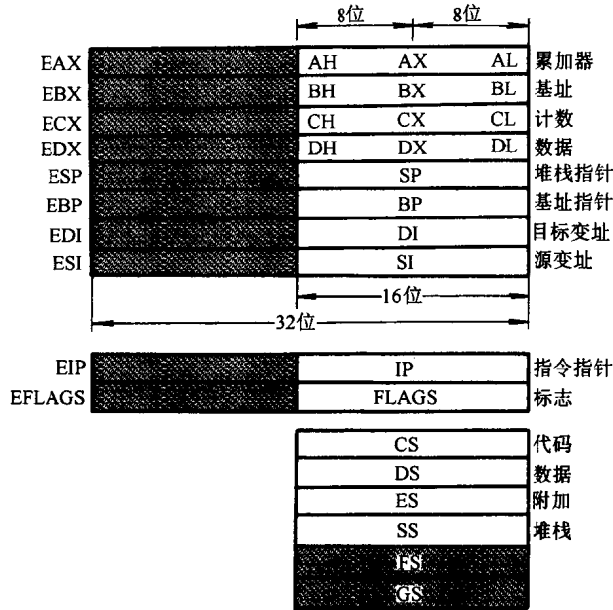 8位 8位
EAX AH AX AL 累加器
EBX BH BX BL 基址
ECX CH CX CL 计数
EDX DH DX DL 数据
ESP SP 堆栈指针
EBP BP 基址指针
EDI DI 目标变址
ESI SI 源变址
16位
32位
EIP IP 指令指针
EFLAGS FLAGS 标志
CS 代码
DS 数据
ES 附加
SS 堆栈
FS
GS